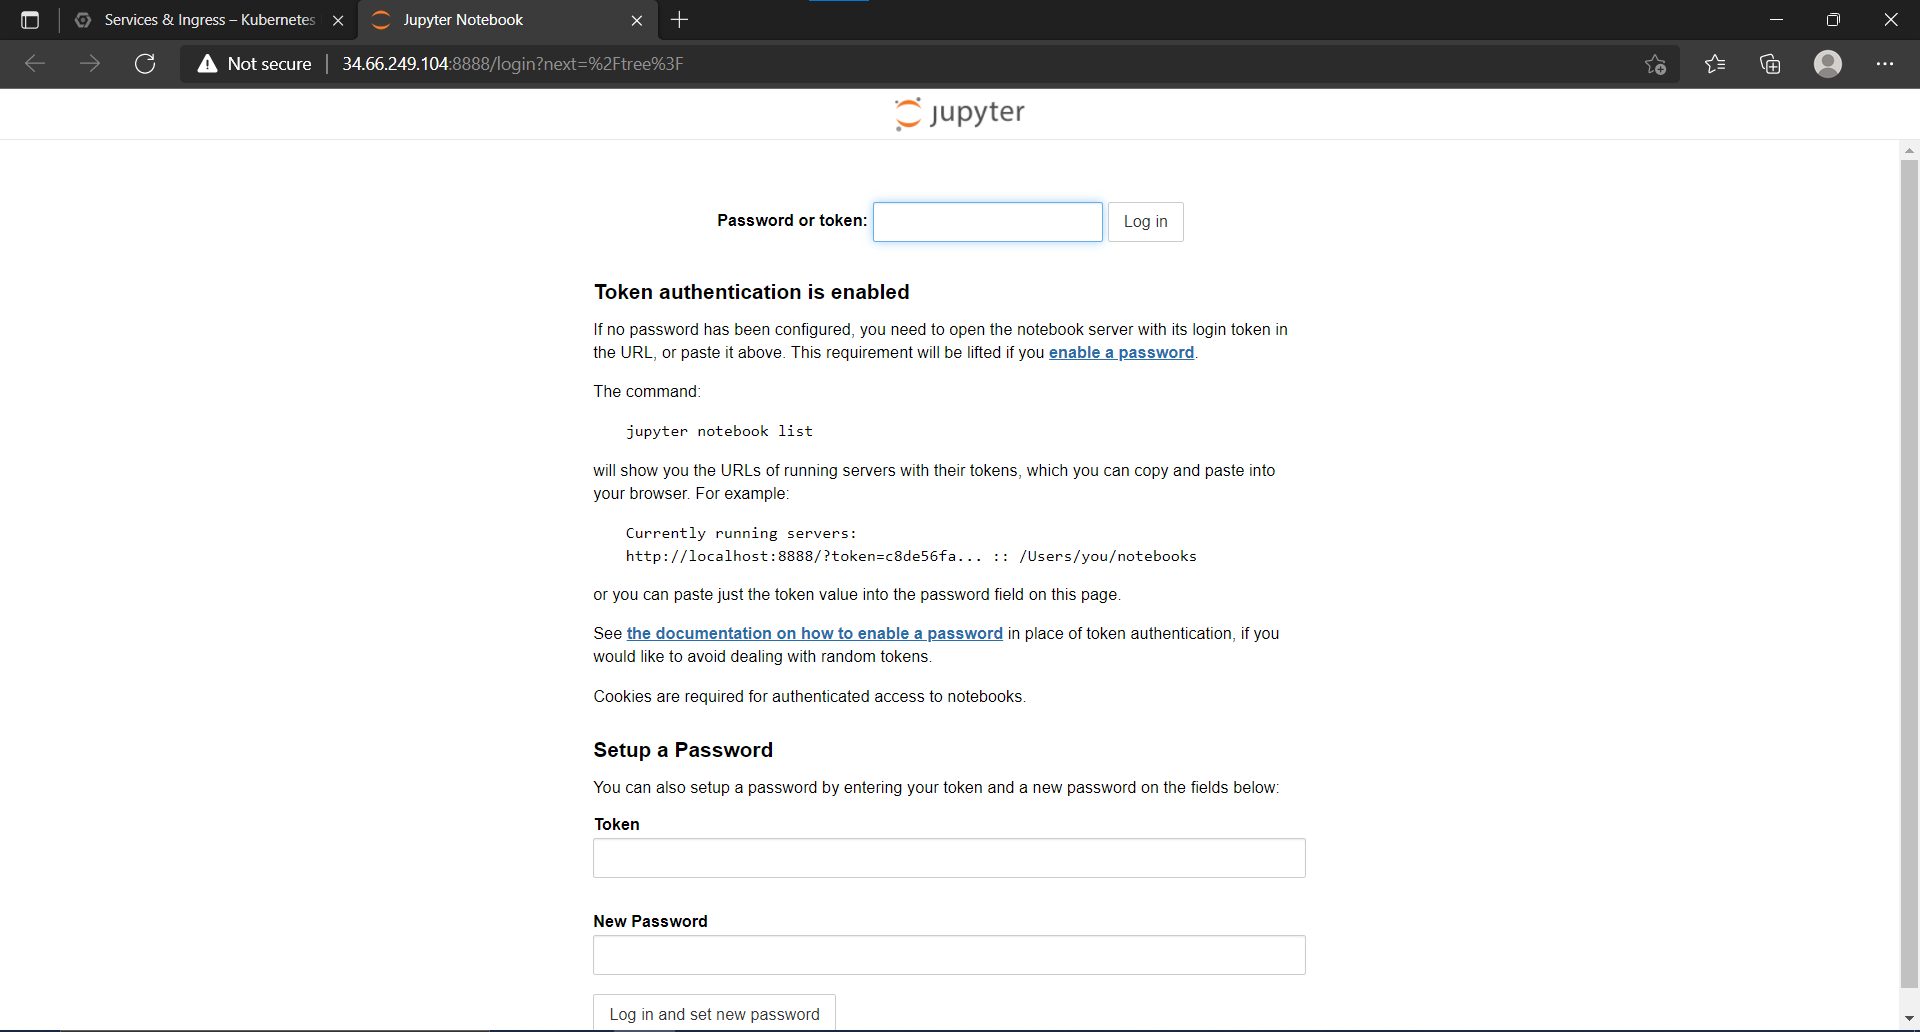 Services & Ingress – Kubernetes
Jupyter Notebook
Not secure
34.66.249.104:8888/login?next=%2Ftree%3F
jupyter
Password or token:
Log in
Token authentication is enabled
If no password has been configured, you need to open the notebook server with its login token in
the URL, or paste it above. This requirement will be lifted if you enable a password.
The command:
jupyter notebook list
will show you the URLs of running servers with their tokens, which you can copy and paste into
your browser. For example:
Currently running servers:
http://localhost:8888/?token=c8de56fa... :: /Users/you/notebooks
or you can paste just the token value into the password field on this page.
See the documentation on how to enable a password in place of token authentication, if you
would like to avoid dealing with random tokens.
Cookies are required for authenticated access to notebooks.
Setup a Password
You can also setup a password by entering your token and a new password on the fields below:
Token
New Password
Log in and set new password